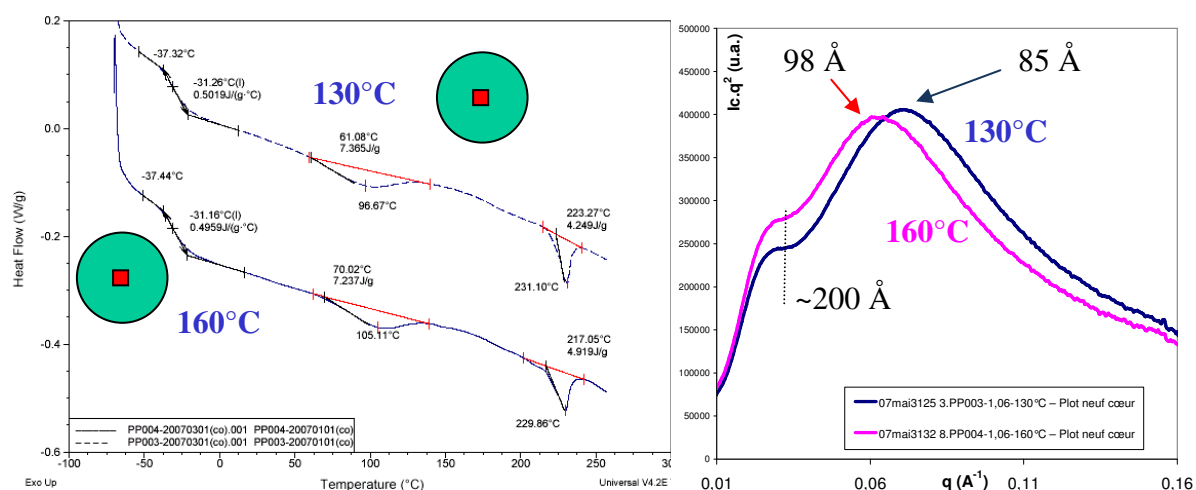 0.2
0.0
-0.2
-0.4
-0.6
Heat Flow (W/g)
-37.32°C
-31.26°C(I)
0.5019J/(g·°C)
130°C
61.08°C
7.365J/g
96.67°C
223.27°C
4.249J/g
231.10°C
-37.44°C
-31.16°C(I)
0.4959J/(g·°C)
160°C
70.02°C
7.237J/g
105.11°C
217.05°C
4.919J/g
229.86°C
PP004-20070301(co).001 PP004-20070101(co)
PP003-20070301(co).001 PP003-20070101(co)
-100 -50 0 50 100 150 200 250
Exo Up
Temperature (°C)
Universal V4.2E
Ic.q² (u.a.)
500000
450000
400000
350000
300000
250000
200000
150000
100000
50000
0
98 Å
85 Å
130°C
160°C
~200 Å
07mai3125 3.PP003-1,06-130°C – Plot neuf cœur
07mai3132 8.PP004-1,06-160°C – Plot neuf cœur
0,01 0,06 0,11 0,16
q (A⁻¹)